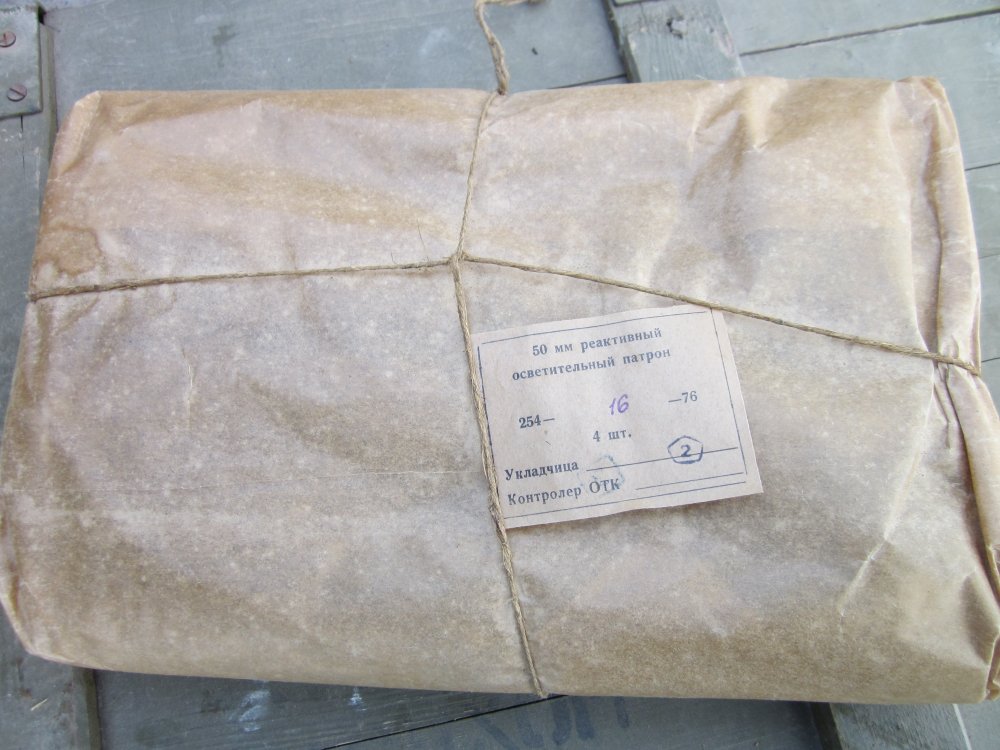 50 мм реактивный
осветительный патрон
254— 16 —76
4 шт.
Укладчица 2
Контролер ОТК